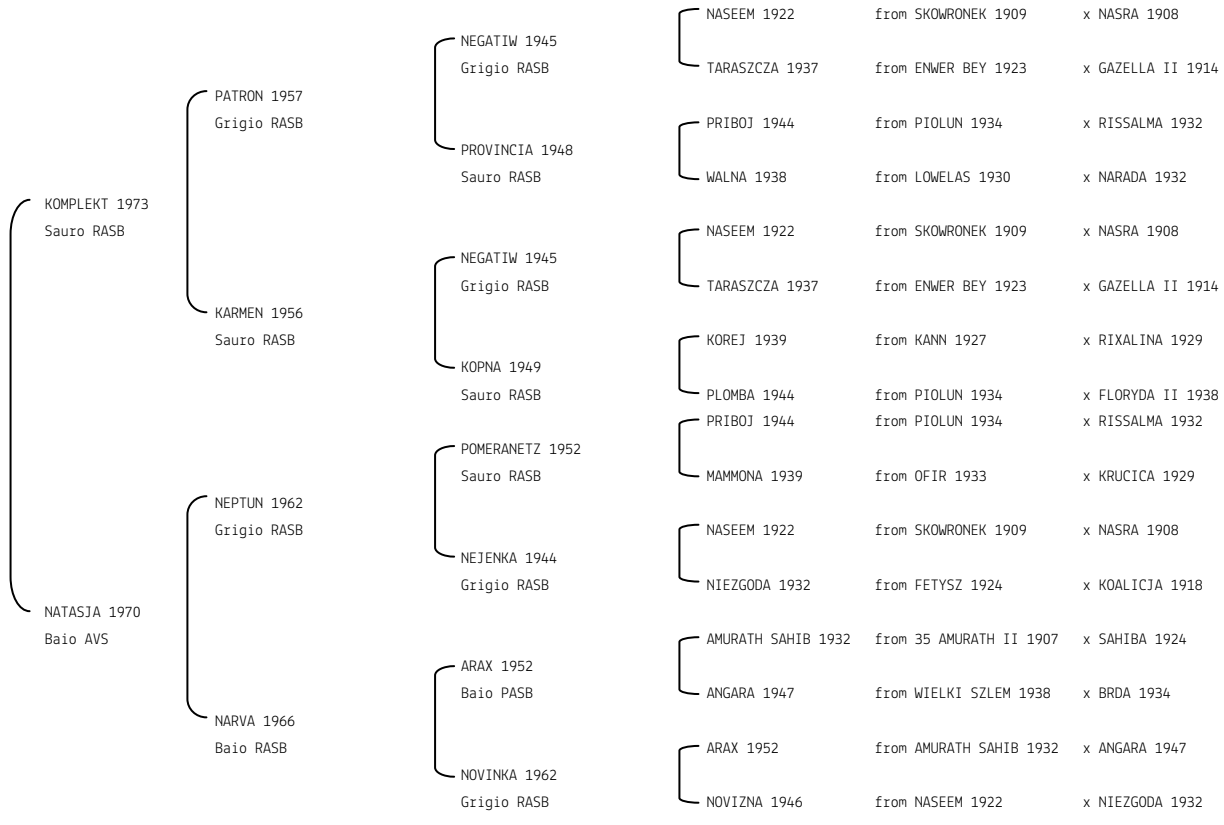 NASEEM 1922 from SKOWRONEK 1909 x NASRA 1908
NEGATIW 1945
Grigio RASB TARASZCZA 1937 from ENWER BEY 1923 x GAZELLA II 1914
PATRON 1957
Grigio RASB PRIBOJ 1944 from PIOLUN 1934 x RISSALMA 1932
PROVINCIA 1948
Sauro RASB WALNA 1938 from LOWELAS 1930 x NARADA 1932
KOMPLEKT 1973
Sauro RASB NASEEM 1922 from SKOWRONEK 1909 x NASRA 1908
NEGATIW 1945
Grigio RASB TARASZCZA 1937 from ENWER BEY 1923 x GAZELLA II 1914
KARMEN 1956
Sauro RASB KOREJ 1939 from KANN 1927 x RIXALINA 1929
KOPNA 1949
Sauro RASB PLOMBA 1944 from PIOLUN 1934 x FLORYDA II 1938
PRIBOJ 1944 from PIOLUN 1934 x RISSALMA 1932
POMERANETZ 1952
Sauro RASB MAMMONA 1939 from OFIR 1933 x KRUCICA 1929
NEPTUN 1962
Grigio RASB NASEEM 1922 from SKOWRONEK 1909 x NASRA 1908
NEJENKA 1944
Grigio RASB NIEZGODA 1932 from FETYSZ 1924 x KOALICJA 1918
NATASJA 1970
Baio AVS AMURATH SAHIB 1932 from 35 AMURATH II 1907 x SAHIBA 1924
ARAX 1952
Baio PASB ANGARA 1947 from WIELKI SZLEM 1938 x BRDA 1934
NARVA 1966
Baio RASB ARAX 1952 from AMURATH SAHIB 1932 x ANGARA 1947
NOVINKA 1962
Grigio RASB NOVIZNA 1946 from NASEEM 1922 x NIEZGODA 1932